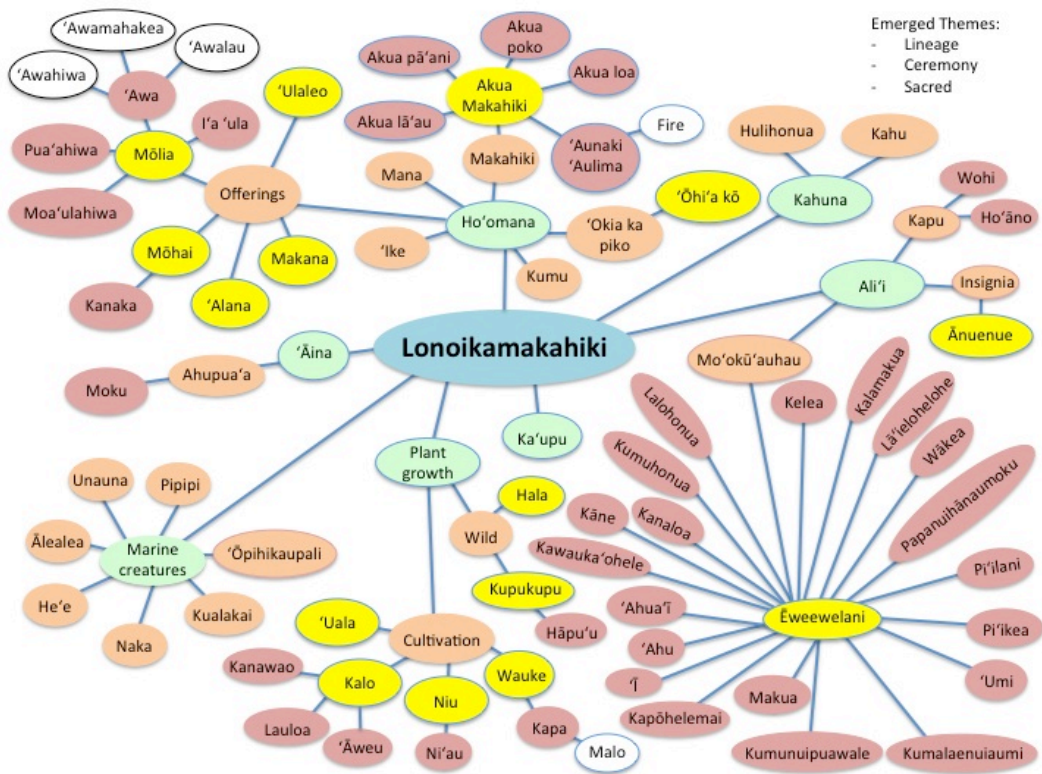 Emerged Themes:
- Lineage
- Ceremony
- Sacred
ʻAwamahakea
ʻAwalau
ʻAwahiwa
ʻAwa
Puaʻahiwa
Iʻa ʻula
Mōlia
Moaʻulahiwa
ʻUlaleo
Offerings
Mōhai
Makana
Kanaka
ʻAlana
Akua
poko
Akua pāʻani
Akua loa
Akua
Makahiki
Akua lāʻau
ʻAunaki
ʻAulima
Fire
Makahiki
Mana
Hoʻomana
ʻIke
Kumu
ʻOkia ka
piko
ʻŌhiʻa kō
Hulihonua
Kahu
Kahuna
Wohi
Kapu
Hoʻāno
Aliʻi
Insignia
Ānuenue
Moʻokūʻauhau
Lonoikamakahiki
ʻĀina
Ahupuaʻa
Moku
Kaʻupu
Plant
growth
Hala
Wild
Kupukupu
Hāpuʻu
Unauna
Pipipi
Ālealea
Marine
creatures
ʻŌpihikaupali
Heʻe
Kualakai
Naka
ʻUala
Cultivation
Kanawao
Kalo
Niu
Wauke
Lauloa
ʻĀweu
Niʻau
Kapa
Malo
Lalohonua
Kelea
Kalamakua
Lāʻielohelohe
Wākea
Kumuhonua
Papanuihānaumoku
Kāne
Kanaloa
Kawaukaʻohele
Piʻilani
ʻAhuaʻī
Ēweewelani
Piʻikea
ʻAhu
ʻĪ
Makua
ʻUmi
Kapōhelemai
Kumunuipuawale
Kumalaenuiaumi